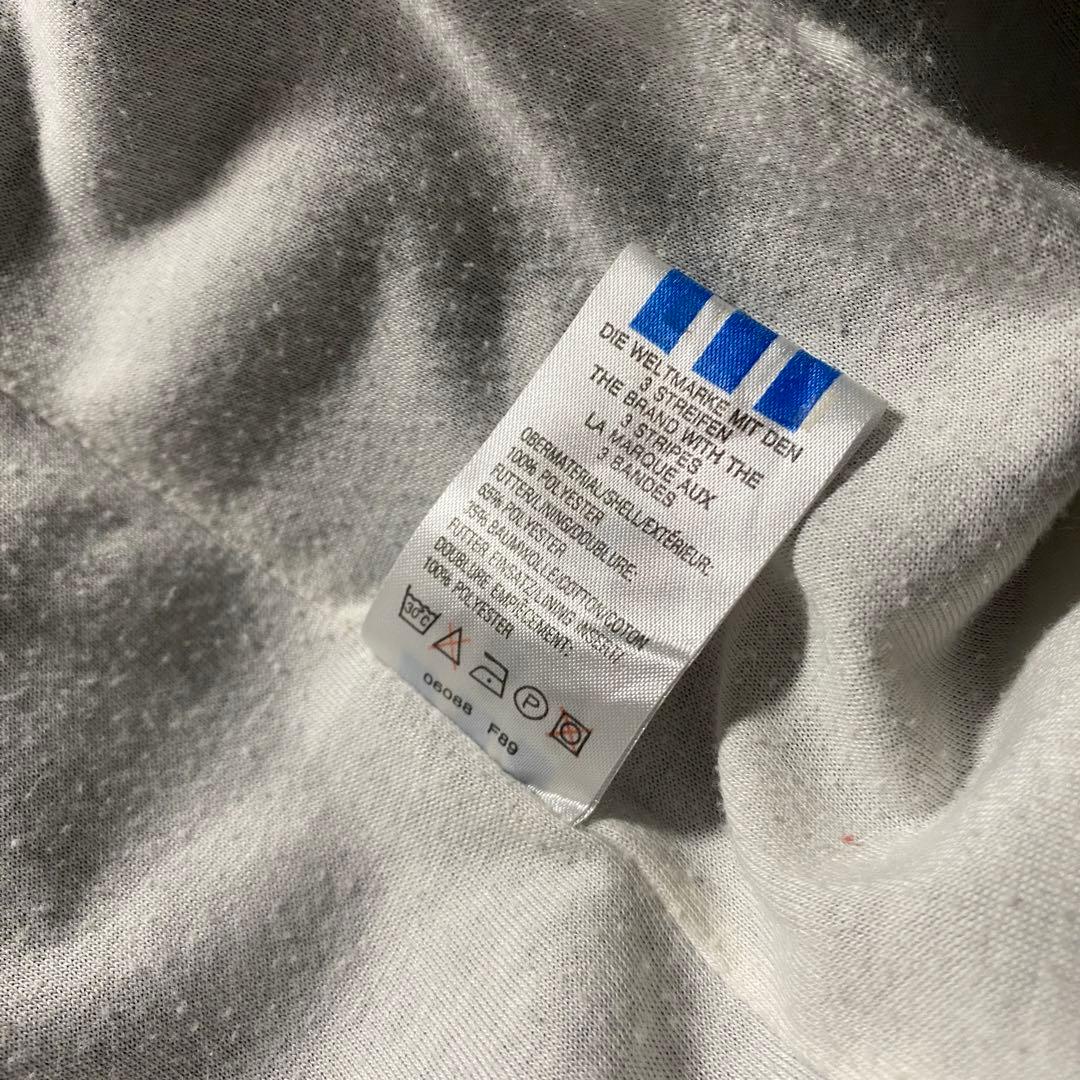 DIE WELTMARKE MIT DEN
3 STREIFEN
THE BRAND WITH THE
3 STRIPES
LA MARQUE AUX
3 BANDES
OBERMATERIAL/SHELL/EXTÉRIEUR:
100% POLYESTER
FUTTER/LINING/DOUBLURE:
65% POLYESTER
35% BAUMWOLLE/COTTON/COTON
FUTTER EINSATZ/LINING INSERT/
DOUBLURE EMPIÈCEMENT:
100% POLYESTER
30°C
P
06088 F89